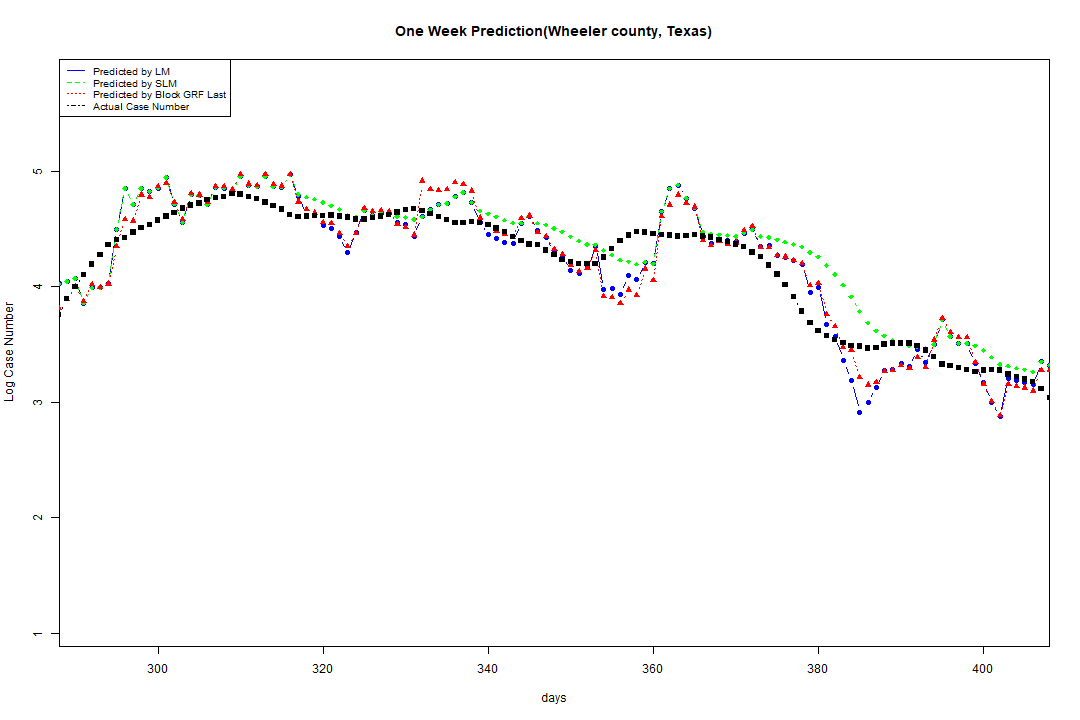 One Week Prediction(Wheeler county, Texas)
Predicted by LM
Predicted by SLM
Predicted by Block GRF Last
Actual Case Number
5
4
3
2
1
Log Case Number
300 320 340 360 380 400
days